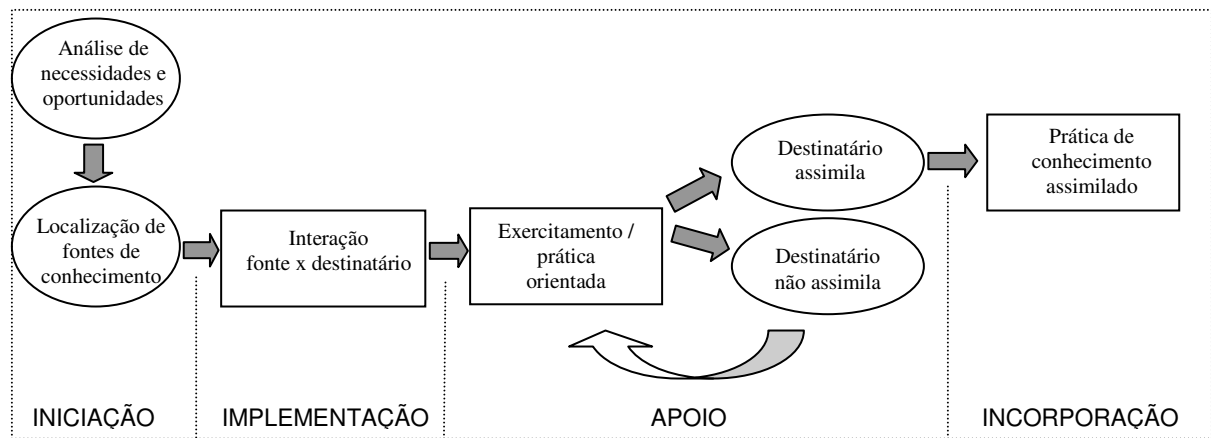 Análise de
necessidades e
oportunidades
Localização de
fontes de
conhecimento
Interação
fonte x destinatário
Exercitamento /
prática
orientada
Destinatário
assimila
Destinatário
não assimila
Prática de
conhecimento
assimilado
INICIAÇÃO
IMPLEMENTAÇÃO
APOIO
INCORPORAÇÃO